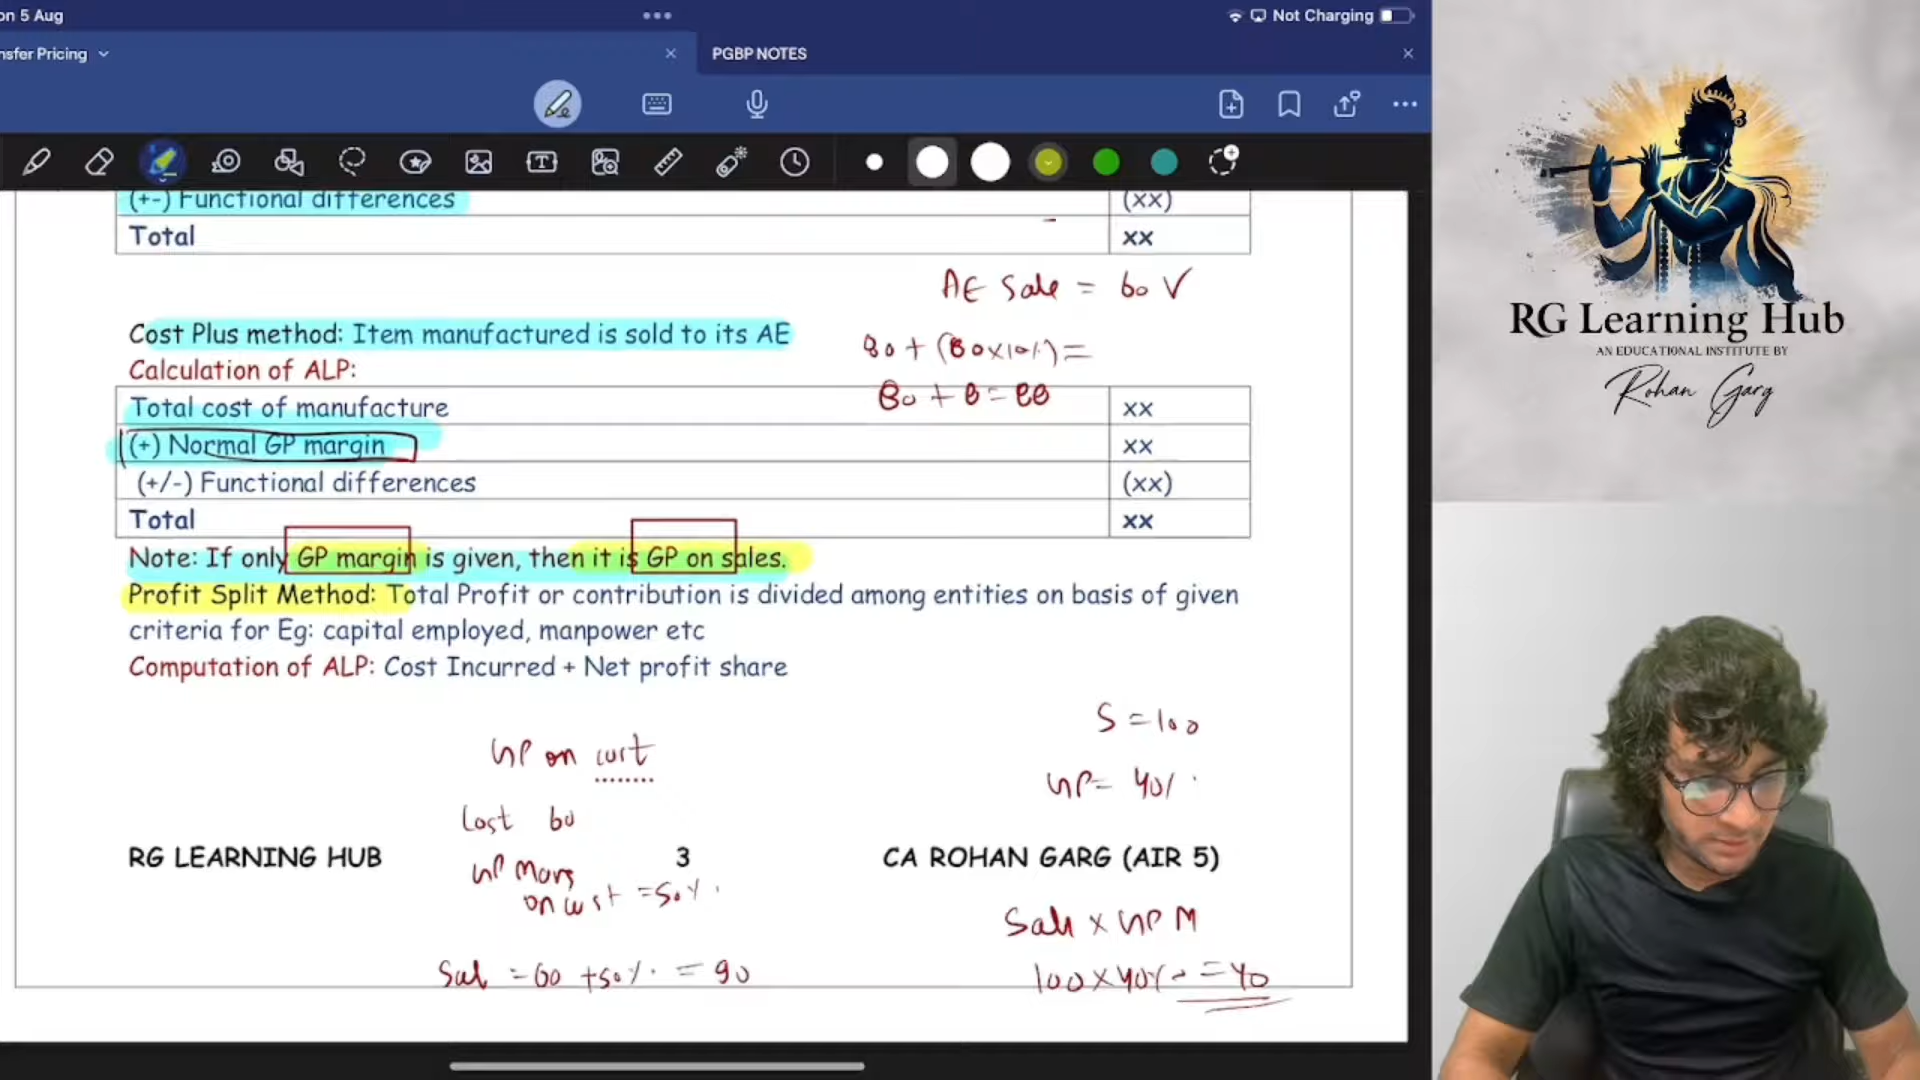 on 5 Aug
Not Charging
nsfer Pricing
PGBP NOTES
(+-) Functional differences (xx)
Total xx
AE Sale = 60
Cost Plus method: Item manufactured is sold to its AE
80 + (80×10%) =
Calculation of ALP:
80 + 8 = 88
Total cost of manufacture xx
(+) Normal GP margin xx
(+/-) Functional differences (xx)
Total xx
Note: If only GP margin is given, then it is GP on sales.
Profit Split Method: Total Profit or contribution is divided among entities on basis of given
criteria for Eg: capital employed, manpower etc
Computation of ALP: Cost Incurred + Net profit share
S = 100
GP on cost
GP = 40%
Cost 60
RG LEARNING HUB 3 CA ROHAN GARG (AIR 5)
GP Marg
on cost = 50%
Sale × GP M
Sale = 60 + 50% = 90
100 × 40% = 40
RG Learning Hub
AN EDUCATIONAL INSTITUTE BY
Rohan Garg